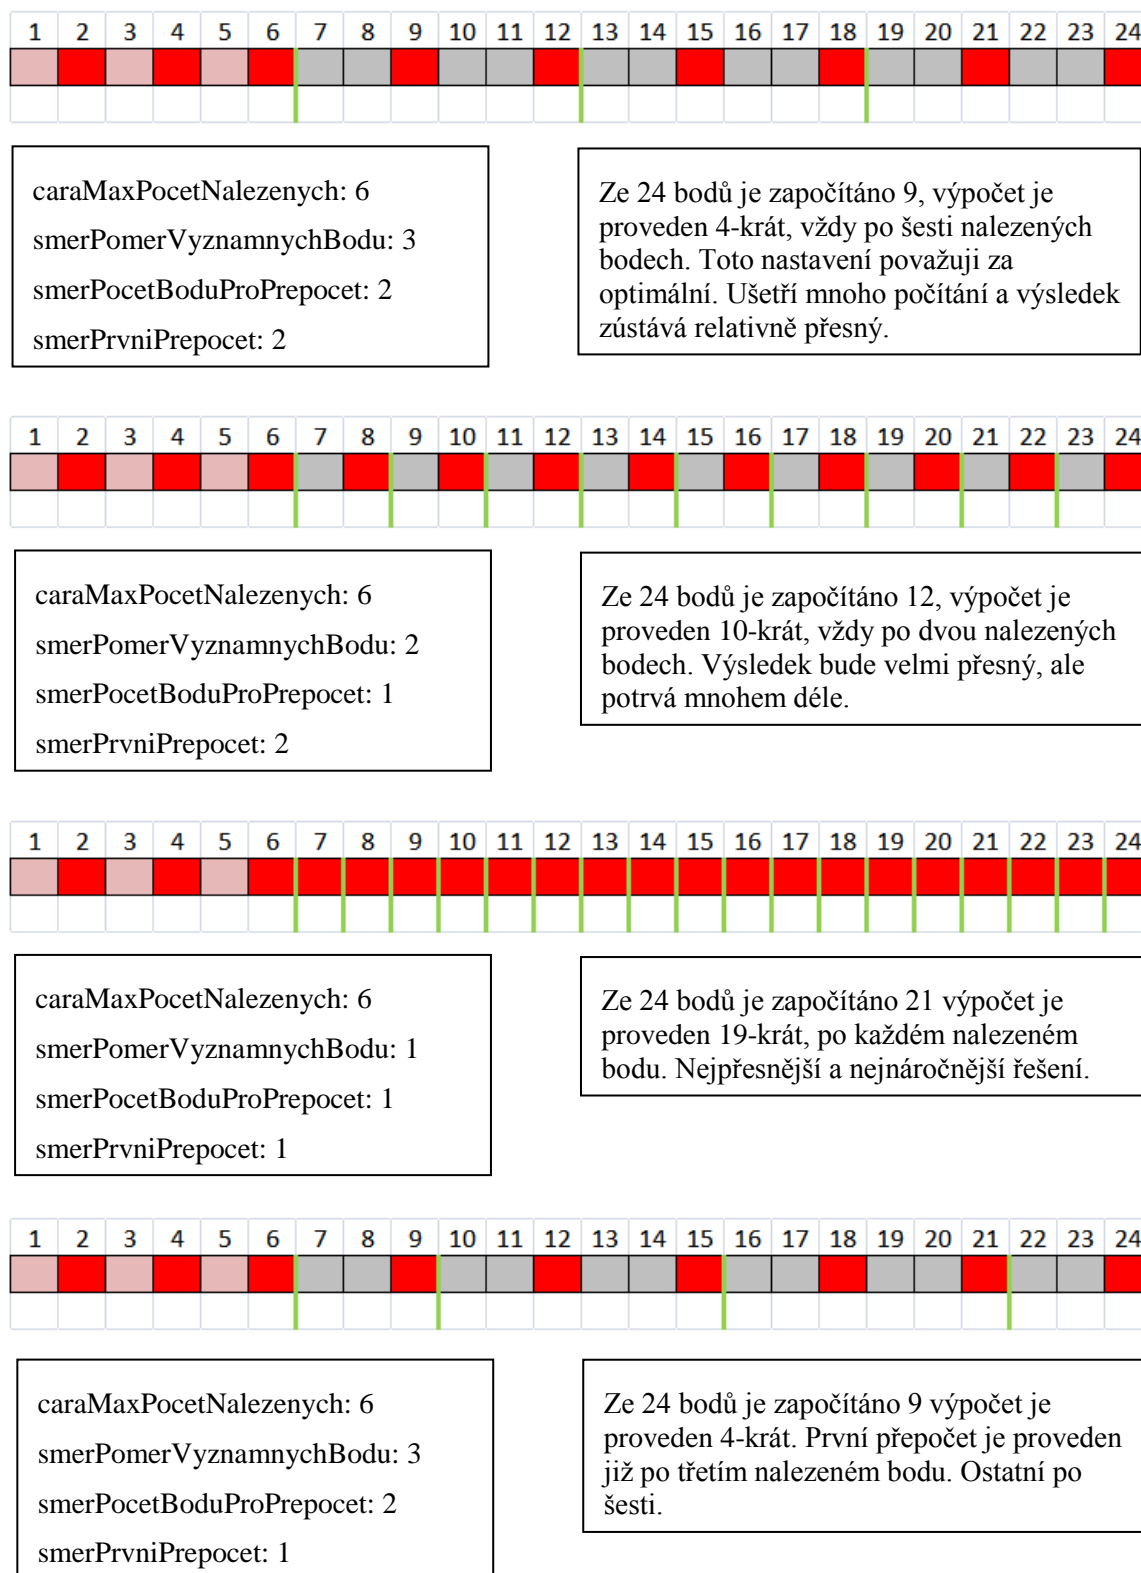 1 2 3 4 5 6 7 8 9 10 11 12 13 14 15 16 17 18 19 20 21 22 23 24
caraMaxPocetNalezenych: 6
smerPomerVyznamnychBodu: 3
smerPocetBoduProPrepocet: 2
smerPrvniPrepocet: 2
Ze 24 bodů je započítáno 9, výpočet je
proveden 4-krát, vždy po šesti nalezených
bodech. Toto nastavení považuji za
optimální. Ušetří mnoho počítání a výsledek
zústává relativně přesný.
1 2 3 4 5 6 7 8 9 10 11 12 13 14 15 16 17 18 19 20 21 22 23 24
caraMaxPocetNalezenych: 6
smerPomerVyznamnychBodu: 2
smerPocetBoduProPrepocet: 1
smerPrvniPrepocet: 2
Ze 24 bodů je započítáno 12, výpočet je
proveden 10-krát, vždy po dvou nalezených
bodech. Výsledek bude velmi přesný, ale
potrvá mnohem déle.
1 2 3 4 5 6 7 8 9 10 11 12 13 14 15 16 17 18 19 20 21 22 23 24
caraMaxPocetNalezenych: 6
smerPomerVyznamnychBodu: 1
smerPocetBoduProPrepocet: 1
smerPrvniPrepocet: 1
Ze 24 bodů je započítáno 21 výpočet je
proveden 19-krát, po každém nalezeném
bodu. Nejpřesnější a nejnáročnější řešení.
1 2 3 4 5 6 7 8 9 10 11 12 13 14 15 16 17 18 19 20 21 22 23 24
caraMaxPocetNalezenych: 6
smerPomerVyznamnychBodu: 3
smerPocetBoduProPrepocet: 2
smerPrvniPrepocet: 1
Ze 24 bodů je započítáno 9 výpočet je
proveden 4-krát. První přepočet je proveden
již po třetím nalezeném bodu. Ostatní po
šesti.